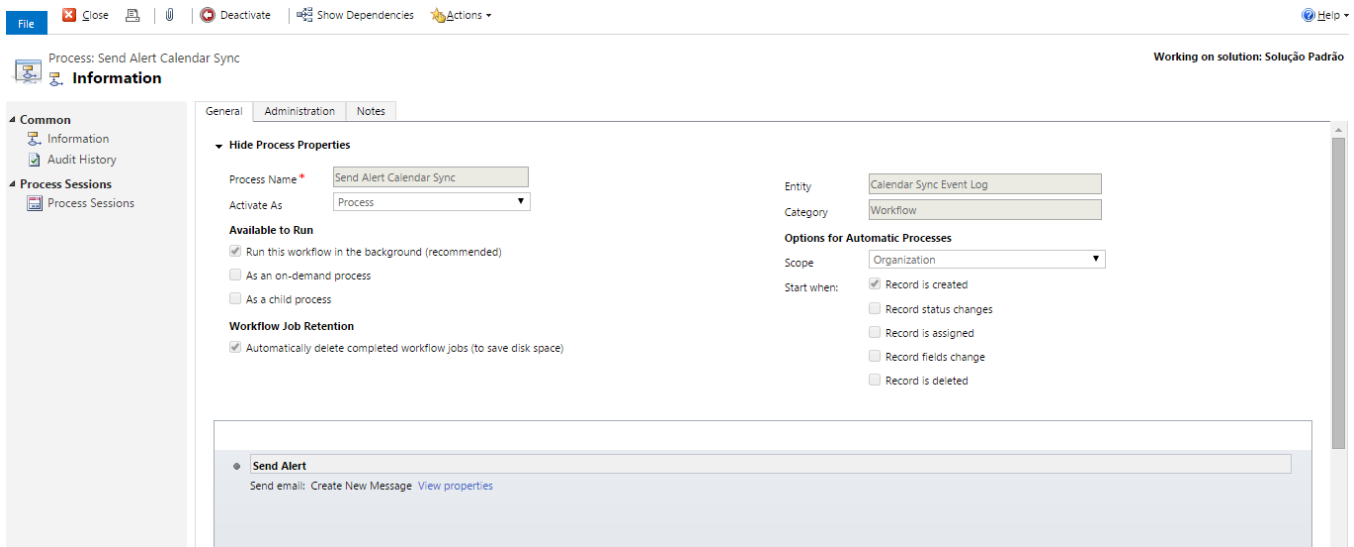 File Close Deactivate Show Dependencies Actions Help
Process: Send Alert Calendar Sync
Information
Working on solution: Solução Padrão
Common
Information
Audit History
Process Sessions
Process Sessions
General Administration Notes
Hide Process Properties
Process Name * Send Alert Calendar Sync
Activate As Process
Available to Run
Run this workflow in the background (recommended)
As an on-demand process
As a child process
Workflow Job Retention
Automatically delete completed workflow jobs (to save disk space)
Entity Calendar Sync Event Log
Category Workflow
Options for Automatic Processes
Scope Organization
Start when: Record is created
Record status changes
Record is assigned
Record fields change
Record is deleted
Send Alert
Send email: Create New Message View properties